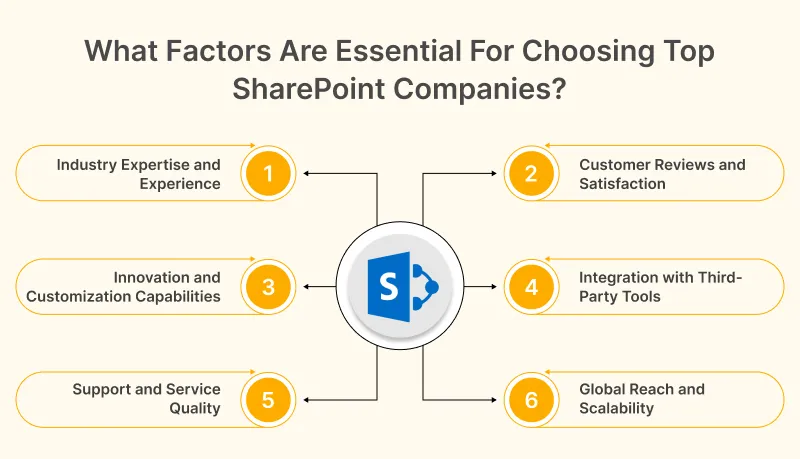 What Factors Are Essential For Choosing Top
SharePoint Companies?
Industry Expertise and
Experience
1
2
Customer Reviews and
Satisfaction
Innovation and
Customization Capabilities
3
S
4
Integration with Third-
Party Tools
Support and Service
Quality
5
6
Global Reach and
Scalability